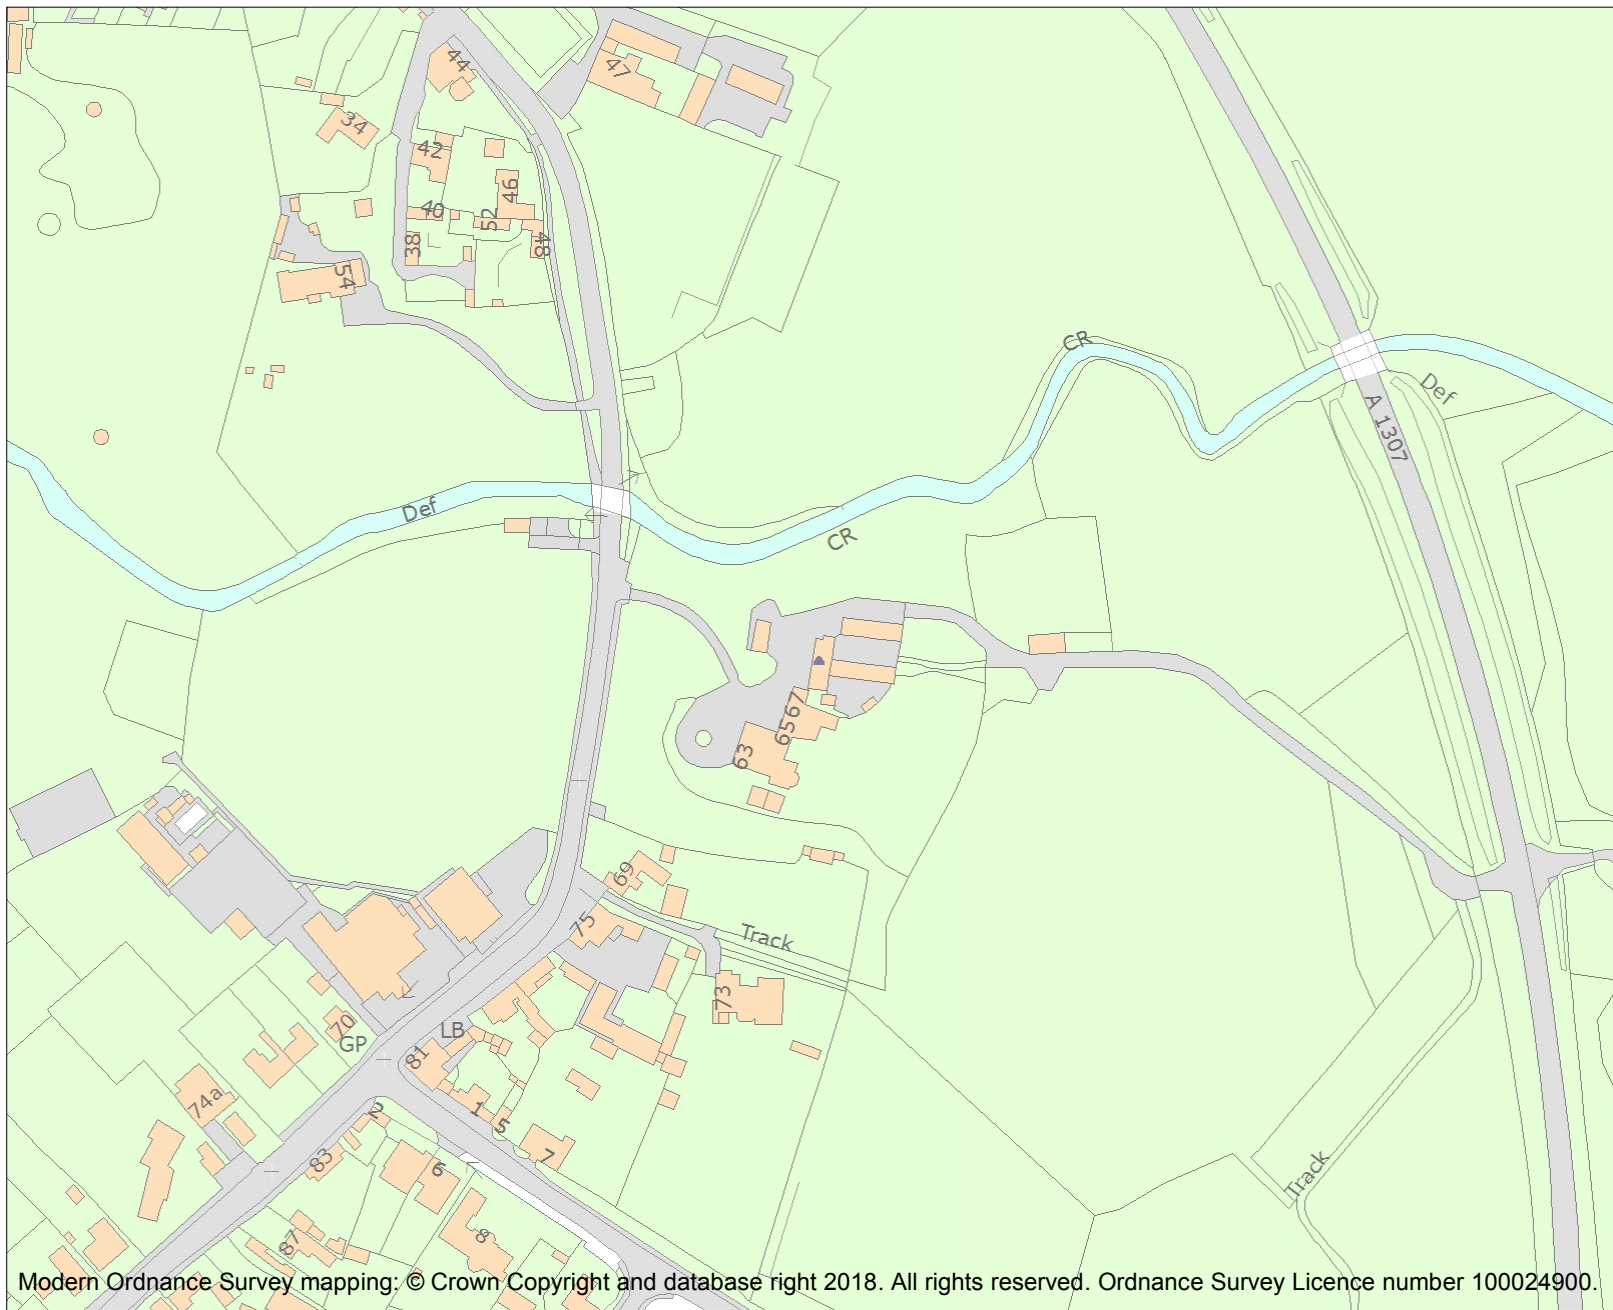 44
47
34
42
46
40
52
38
48
54
CR
Def
A 1307
Def
CR
67
65
63
69
75
Track
73
70
LB
GP
81
74a
1
2
5
7
83
6
Track
87
8
Modern Ordnance Survey mapping: © Crown Copyright and database right 2018. All rights reserved. Ordnance Survey Licence number 100024900.